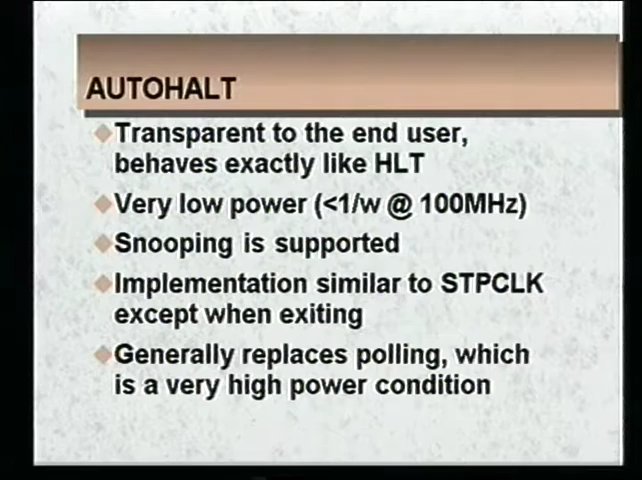 AUTOHALT
Transparent to the end user,
behaves exactly like HLT
Very low power (<1/w @ 100MHz)
Snooping is supported
Implementation similar to STPCLK
except when exiting
Generally replaces polling, which
is a very high power condition